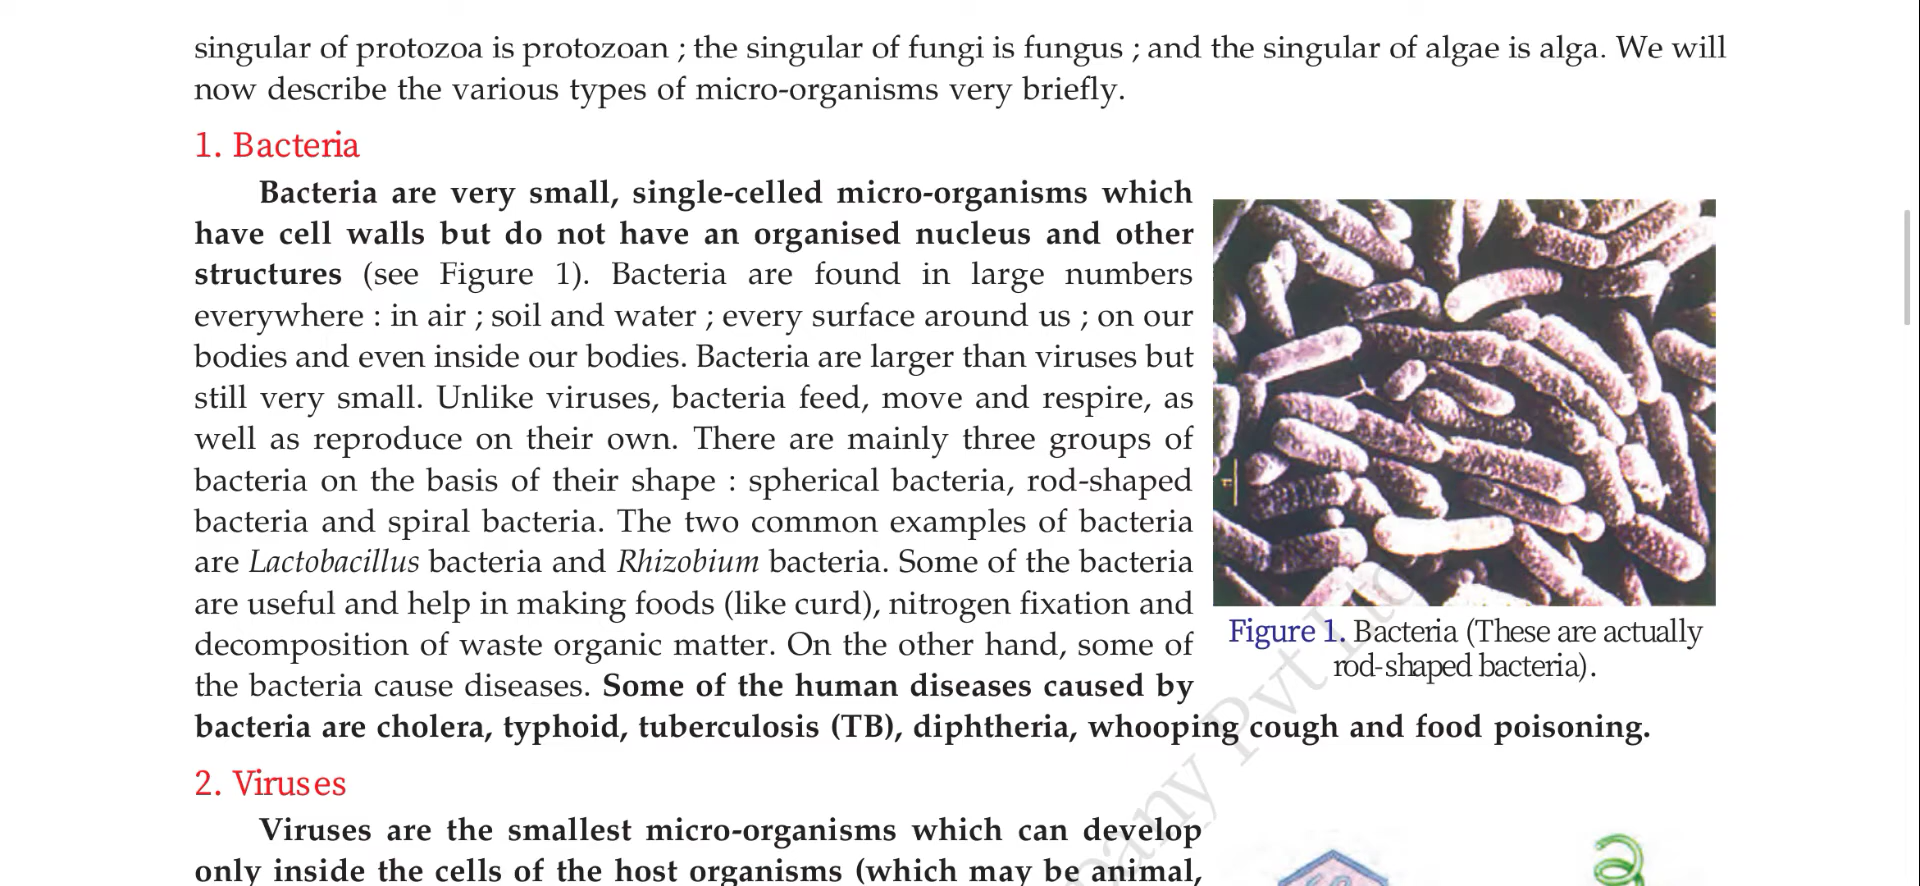 singular of protozoa is protozoan ; the singular of fungi is fungus ; and the singular of algae is alga. We will
now describe the various types of micro-organisms very briefly.
1. Bacteria
Bacteria are very small, single-celled micro-organisms which
have cell walls but do not have an organised nucleus and other
structures (see Figure 1). Bacteria are found in large numbers
everywhere : in air ; soil and water ; every surface around us ; on our
bodies and even inside our bodies. Bacteria are larger than viruses but
still very small. Unlike viruses, bacteria feed, move and respire, as
well as reproduce on their own. There are mainly three groups of
bacteria on the basis of their shape : spherical bacteria, rod-shaped
bacteria and spiral bacteria. The two common examples of bacteria
are Lactobacillus bacteria and Rhizobium bacteria. Some of the bacteria
are useful and help in making foods (like curd), nitrogen fixation and
decomposition of waste organic matter. On the other hand, some of
the bacteria cause diseases. Some of the human diseases caused by
bacteria are cholera, typhoid, tuberculosis (TB), diphtheria, whooping cough and food poisoning.
Figure 1. Bacteria (These are actually
rod-shaped bacteria).
2. Viruses
Viruses are the smallest micro-organisms which can develop
only inside the cells of the host organisms (which may be animal,
pany Pvt Ltd